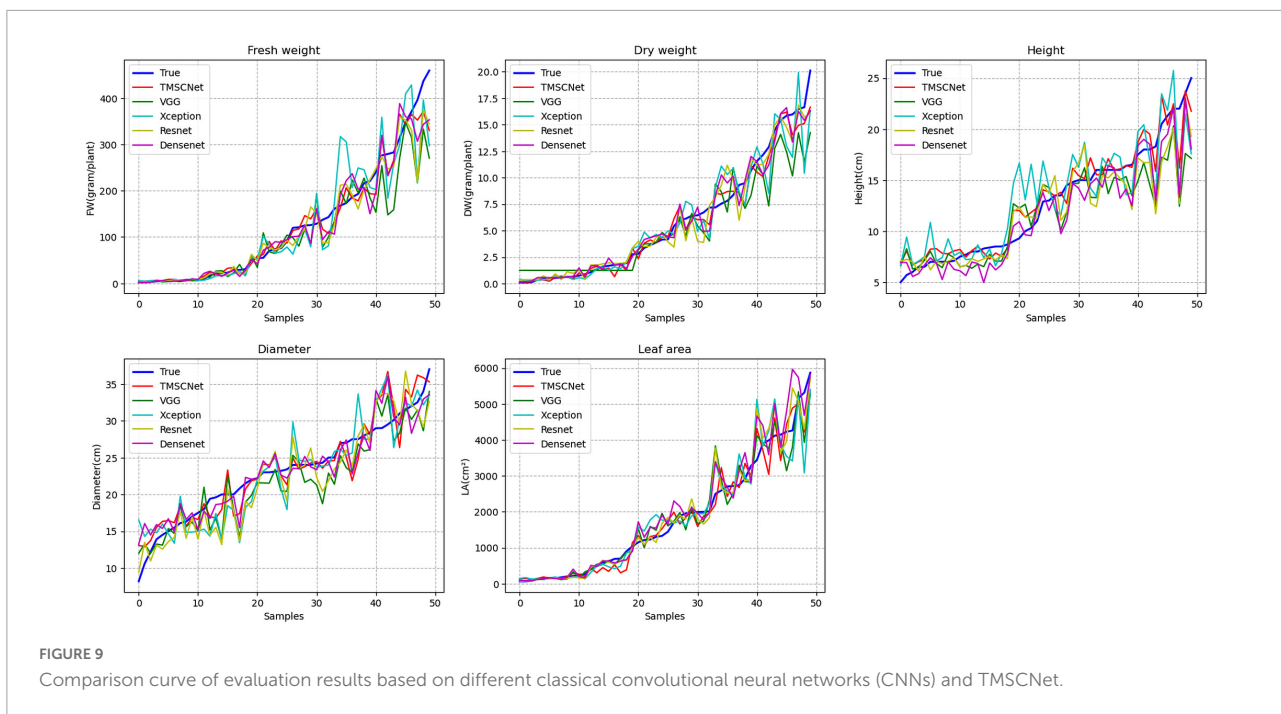 Fresh weight
True
TMSCNet
VGG
Xception
Resnet
Densenet
FW(gram/plant)
400
300
200
100
0
0 10 20 30 40 50
Samples
Dry weight
True
TMSCNet
VGG
Xception
Resnet
Densenet
DW(gram/plant)
20.0
17.5
15.0
12.5
10.0
7.5
5.0
2.5
0.0
0 10 20 30 40 50
Samples
Height
True
TMSCNet
VGG
Xception
Resnet
Densenet
Height(cm)
25
20
15
10
5
0 10 20 30 40 50
Samples
Diameter
True
TMSCNet
VGG
Xception
Resnet
Densenet
Diameter(cm)
35
30
25
20
15
10
0 10 20 30 40 50
Samples
Leaf area
True
TMSCNet
VGG
Xception
Resnet
Densenet
LA(cm²)
6000
5000
4000
3000
2000
1000
0
0 10 20 30 40 50
Samples
FIGURE 9
Comparison curve of evaluation results based on different classical convolutional neural networks (CNNs) and TMSCNet.